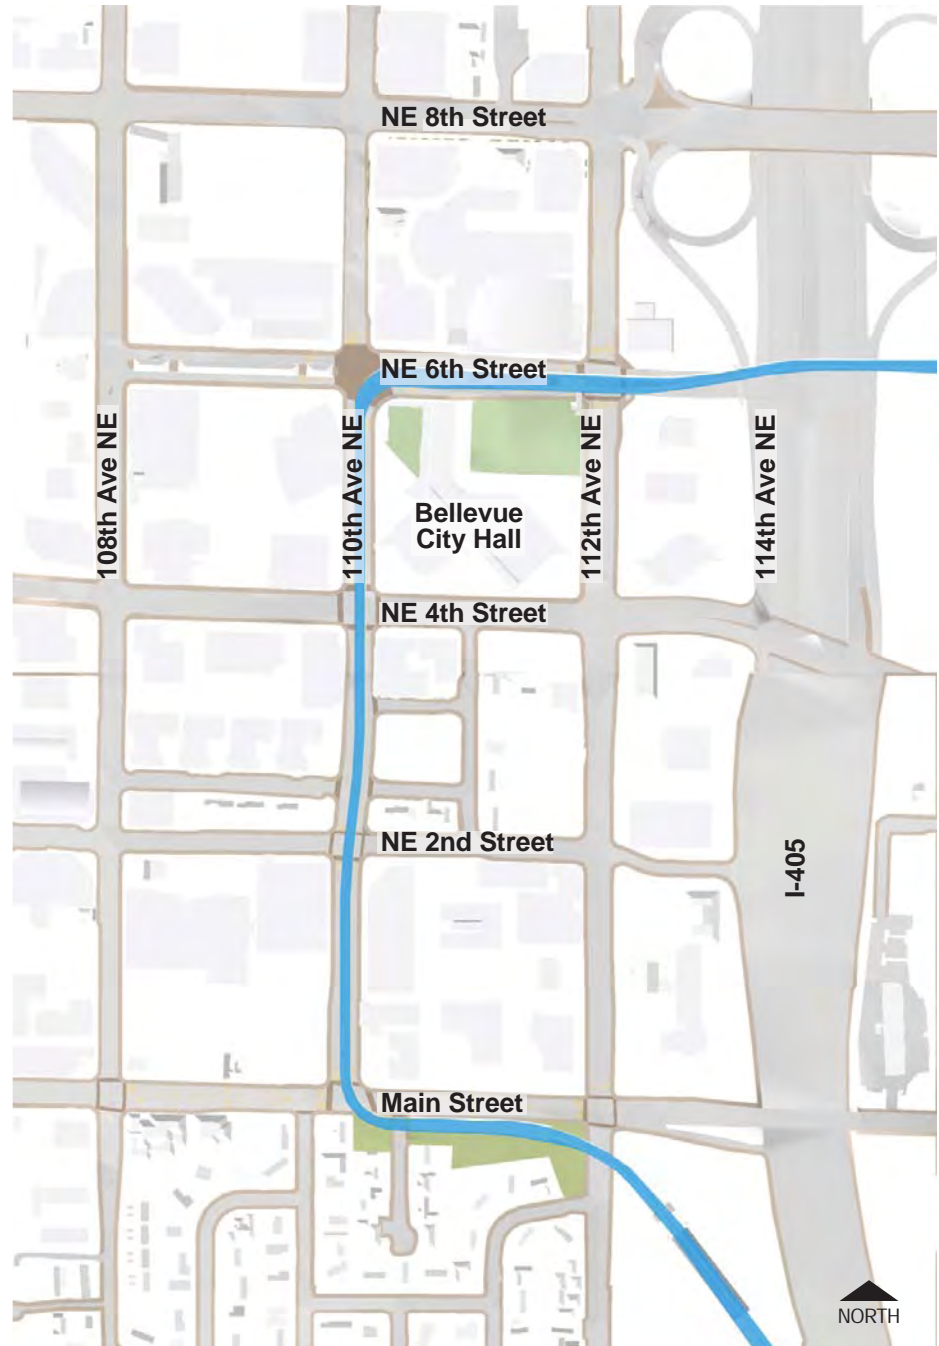 NE 8th Street
NE 6th Street
108th Ave NE
110th Ave NE
112th Ave NE
114th Ave NE
Bellevue
City Hall
NE 4th Street
NE 2nd Street
I-405
Main Street
NORTH